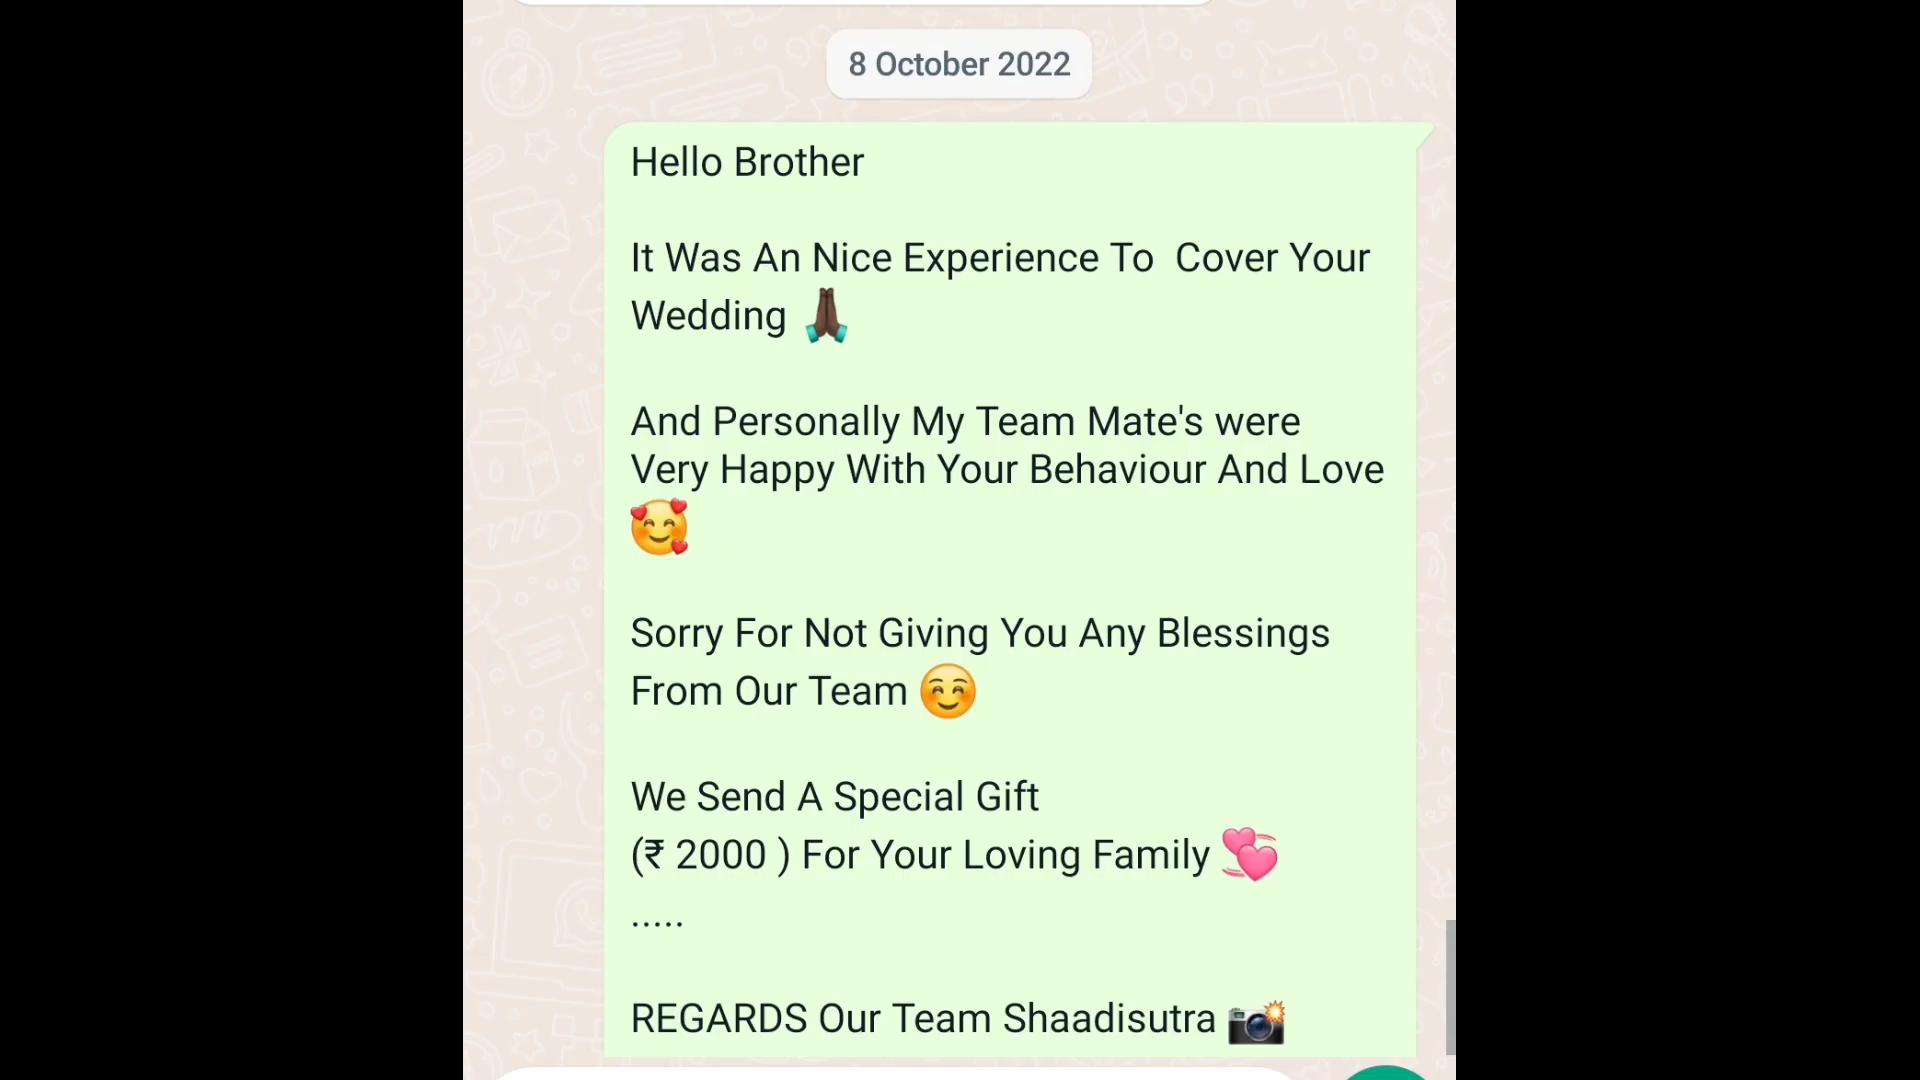 8 October 2022
Hello Brother
It Was An Nice Experience To  Cover Your
Wedding 🙏🏿
And Personally My Team Mate's were
Very Happy With Your Behaviour And Love
🥰
Sorry For Not Giving You Any Blessings
From Our Team ☺️
We Send A Special Gift
(₹ 2000 ) For Your Loving Family 💞
.....
REGARDS Our Team Shaadisutra 📸